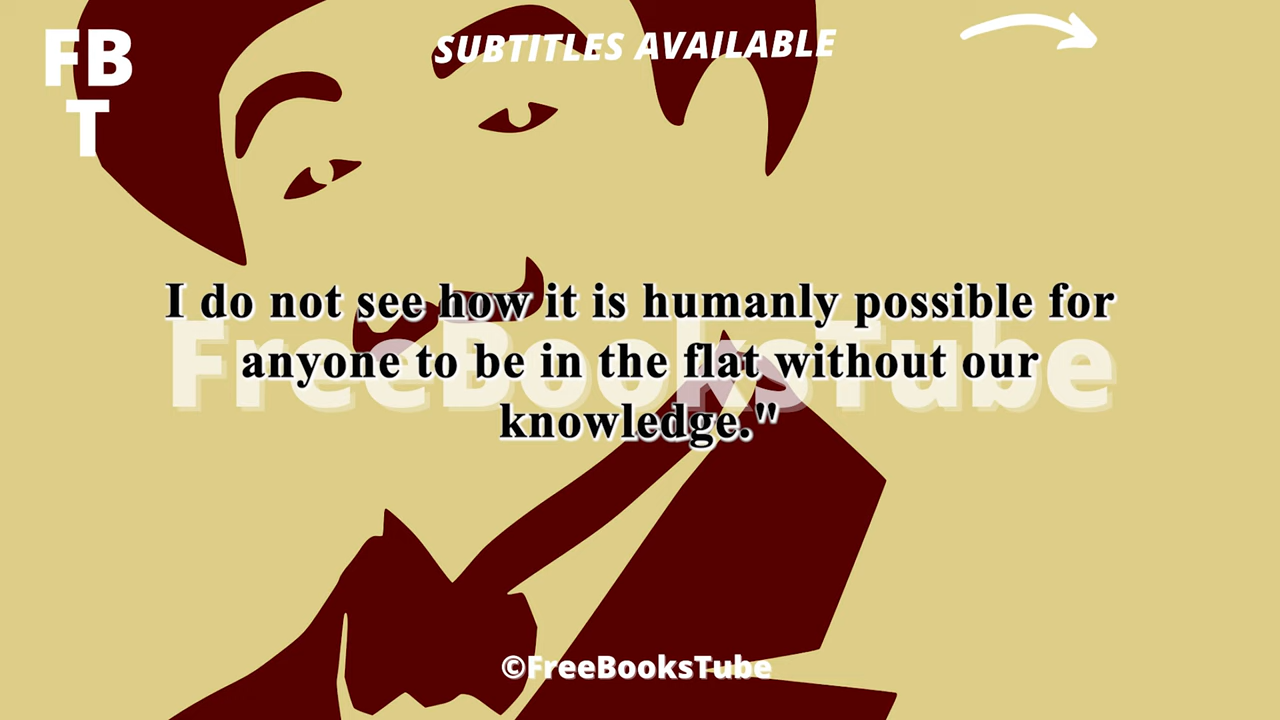 FB
T
SUBTITLES AVAILABLE
I do not see how it is humanly possible for
anyone to be in the flat without our
knowledge."
FreeBooksTube
©FreeBooksTube